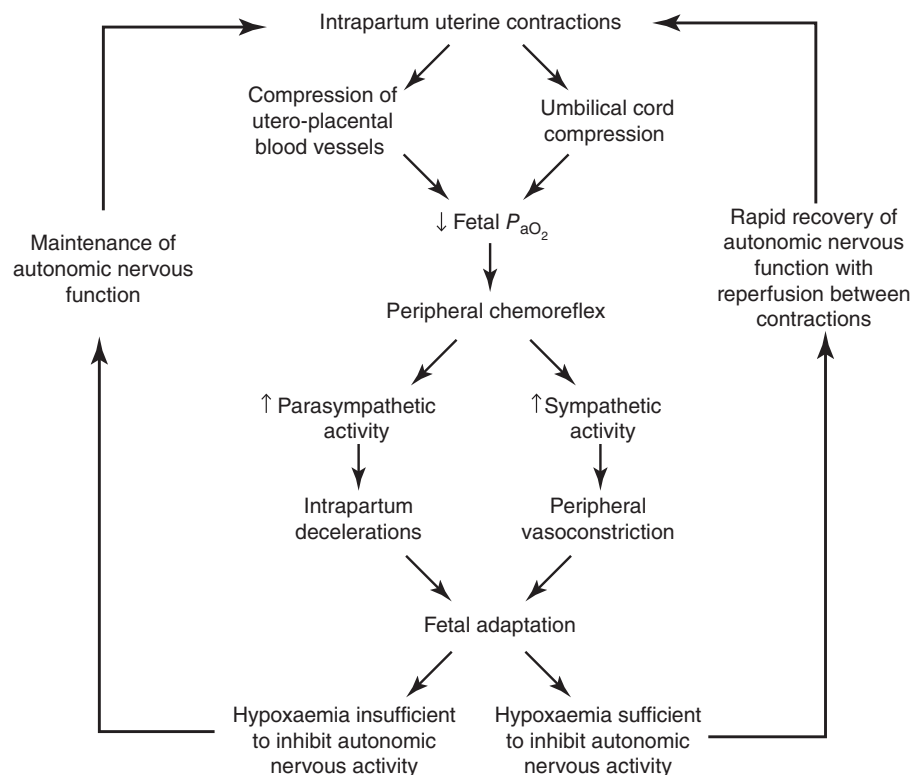 Intrapartum uterine contractions
Compression of
utero-placental
blood vessels
Umbilical cord
compression
↓ Fetal PaO2
Maintenance of
autonomic nervous
function
Rapid recovery of
autonomic nervous
function with
reperfusion between
contractions
Peripheral chemoreflex
↑ Parasympathetic
activity
↑ Sympathetic
activity
Intrapartum
decelerations
Peripheral
vasoconstriction
Fetal adaptation
Hypoxaemia insufficient
to inhibit autonomic
nervous activity
Hypoxaemia sufficient
to inhibit autonomic
nervous activity